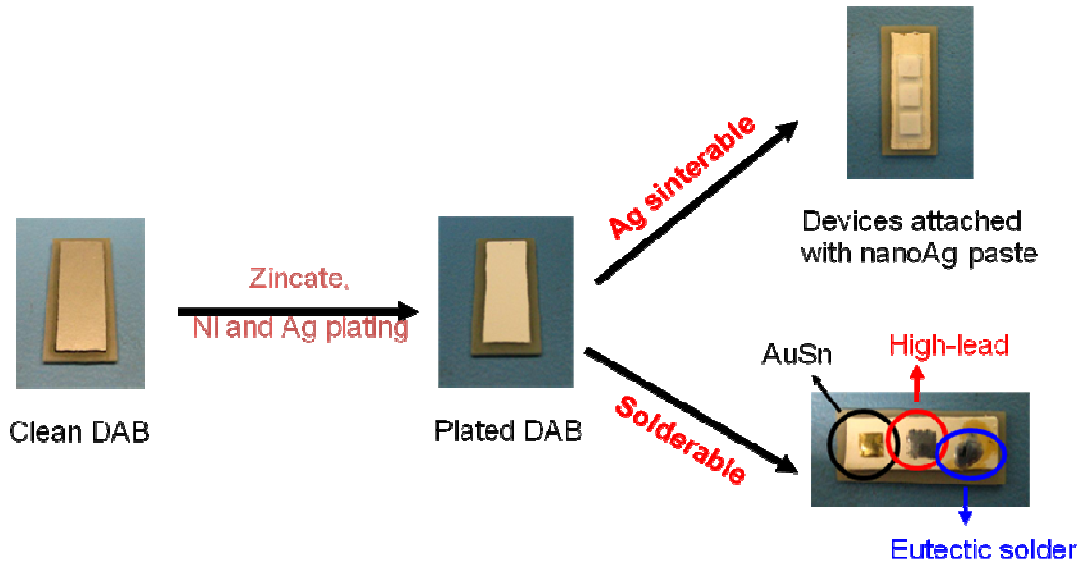 Clean DAB
Zincate,
Ni and Ag plating
Plated DAB
Ag sinterable
Devices attached
with nanoAg paste
Solderable
AuSn
High-lead
Eutectic solder